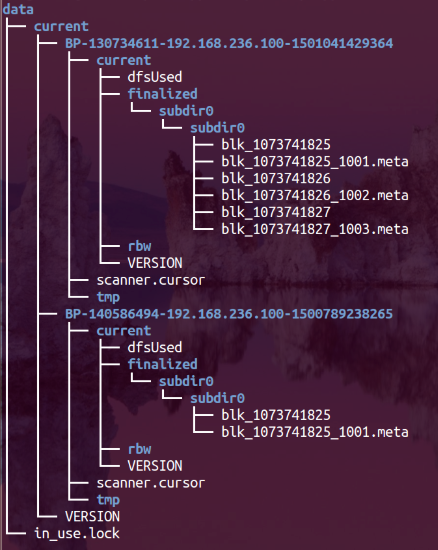 data
current
BP-130734611-192.168.236.100-1501041429364
current
dfsUsed
finalized
subdir0
subdir0
blk_1073741825
blk_1073741825_1001.meta
blk_1073741826
blk_1073741826_1002.meta
blk_1073741827
blk_1073741827_1003.meta
rbw
VERSION
scanner.cursor
tmp
BP-140586494-192.168.236.100-1500789238265
current
dfsUsed
finalized
subdir0
subdir0
blk_1073741825
blk_1073741825_1001.meta
rbw
VERSION
scanner.cursor
tmp
VERSION
in_use.lock